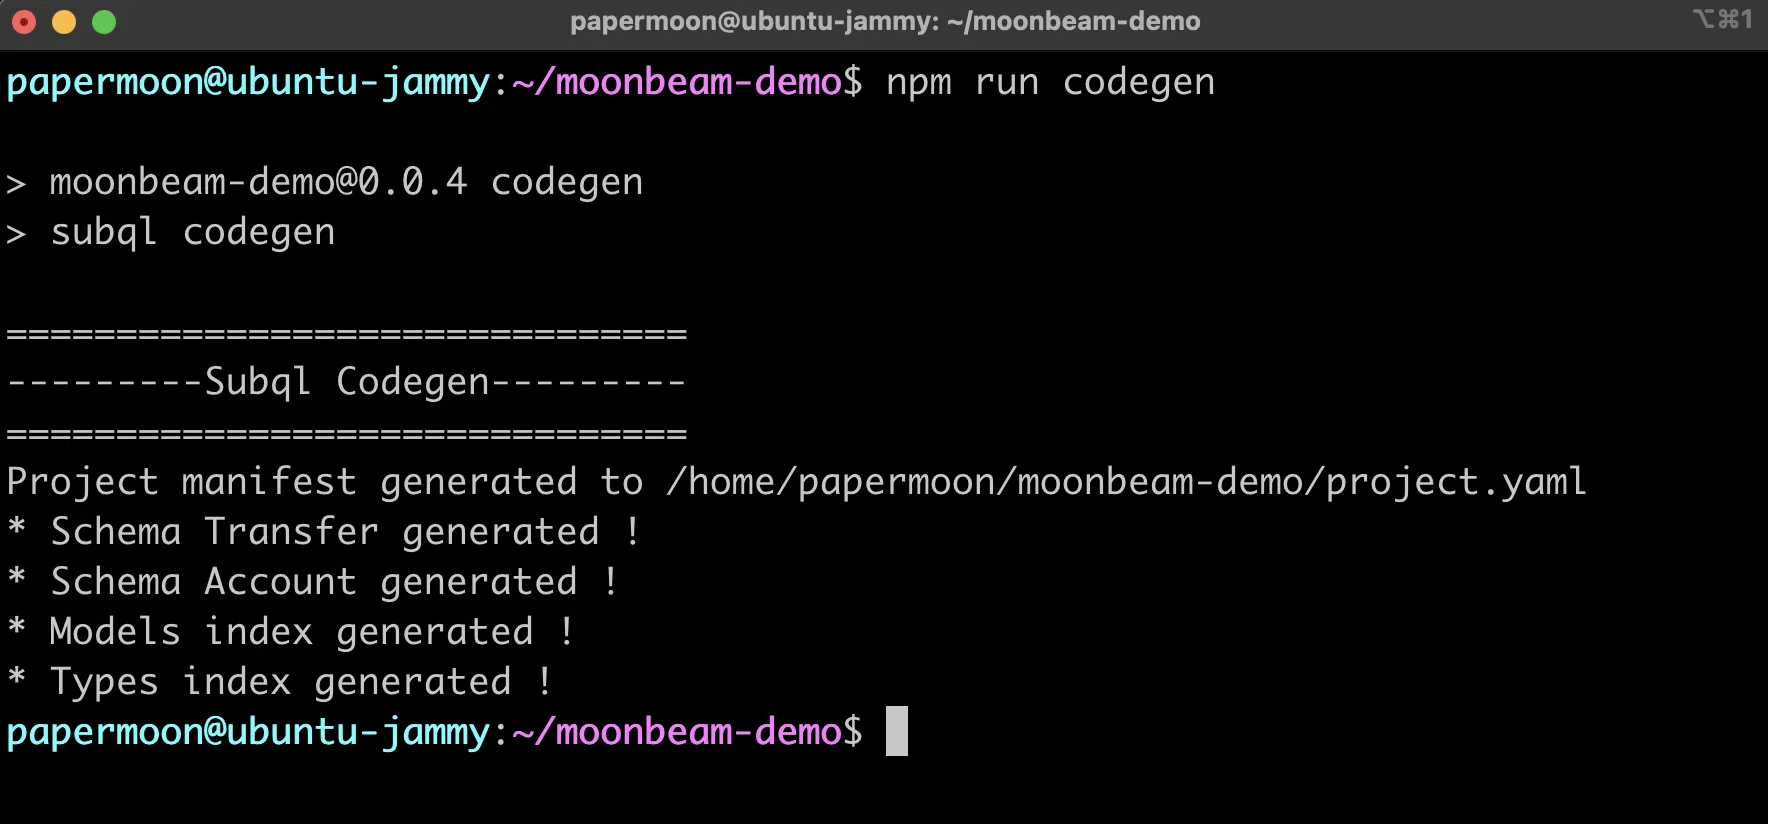 papermoon@ubuntu-jammy: ~/moonbeam-demo
⌥⌘1
papermoon@ubuntu-jammy:~/moonbeam-demo$ npm run codegen
> moonbeam-demo@0.0.4 codegen
> subql codegen
===============================
---------Subql Codegen---------
===============================
Project manifest generated to /home/papermoon/moonbeam-demo/project.yaml
* Schema Transfer generated !
* Schema Account generated !
* Models index generated !
* Types index generated !
papermoon@ubuntu-jammy:~/moonbeam-demo$